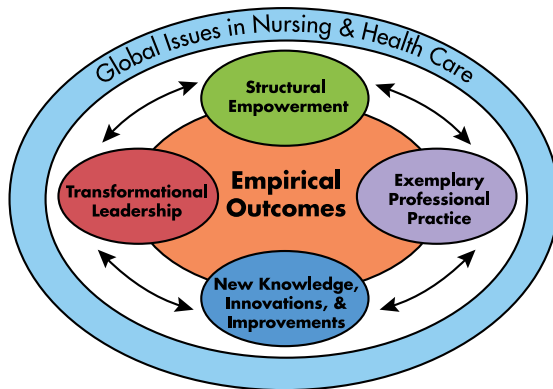 Global Issues in Nursing & Health Care
Structural
Empowerment
Transformational
Leadership
Empirical
Outcomes
Exemplary
Professional
Practice
New Knowledge,
Innovations, &
Improvements